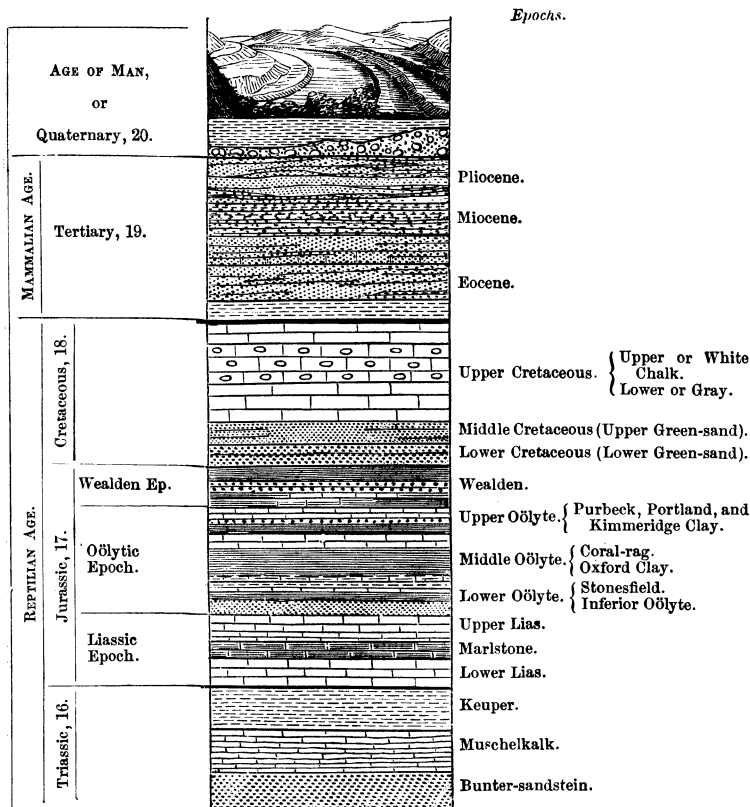 Epochs.
AGE OF MAN,
or
Quaternary, 20.
MAMMALIAN AGE.
Tertiary, 19.
Pliocene.
Miocene.
Eocene.
REPTILIAN AGE.
Cretaceous, 18.
Upper Cretaceous.
Upper or White
Chalk.
Lower or Gray.
Middle Cretaceous (Upper Green-sand).
Lower Cretaceous (Lower Green-sand).
Jurassic, 17.
Wealden Ep.
Wealden.
Oölytic
Epoch.
Upper Oölyte.
Purbeck, Portland, and
Kimmeridge Clay.
Middle Oölyte.
Coral-rag.
Oxford Clay.
Lower Oölyte.
Stonesfield.
Inferior Oölyte.
Liassic
Epoch.
Upper Lias.
Marlstone.
Lower Lias.
Triassic, 16.
Keuper.
Muschelkalk.
Bunter-sandstein.